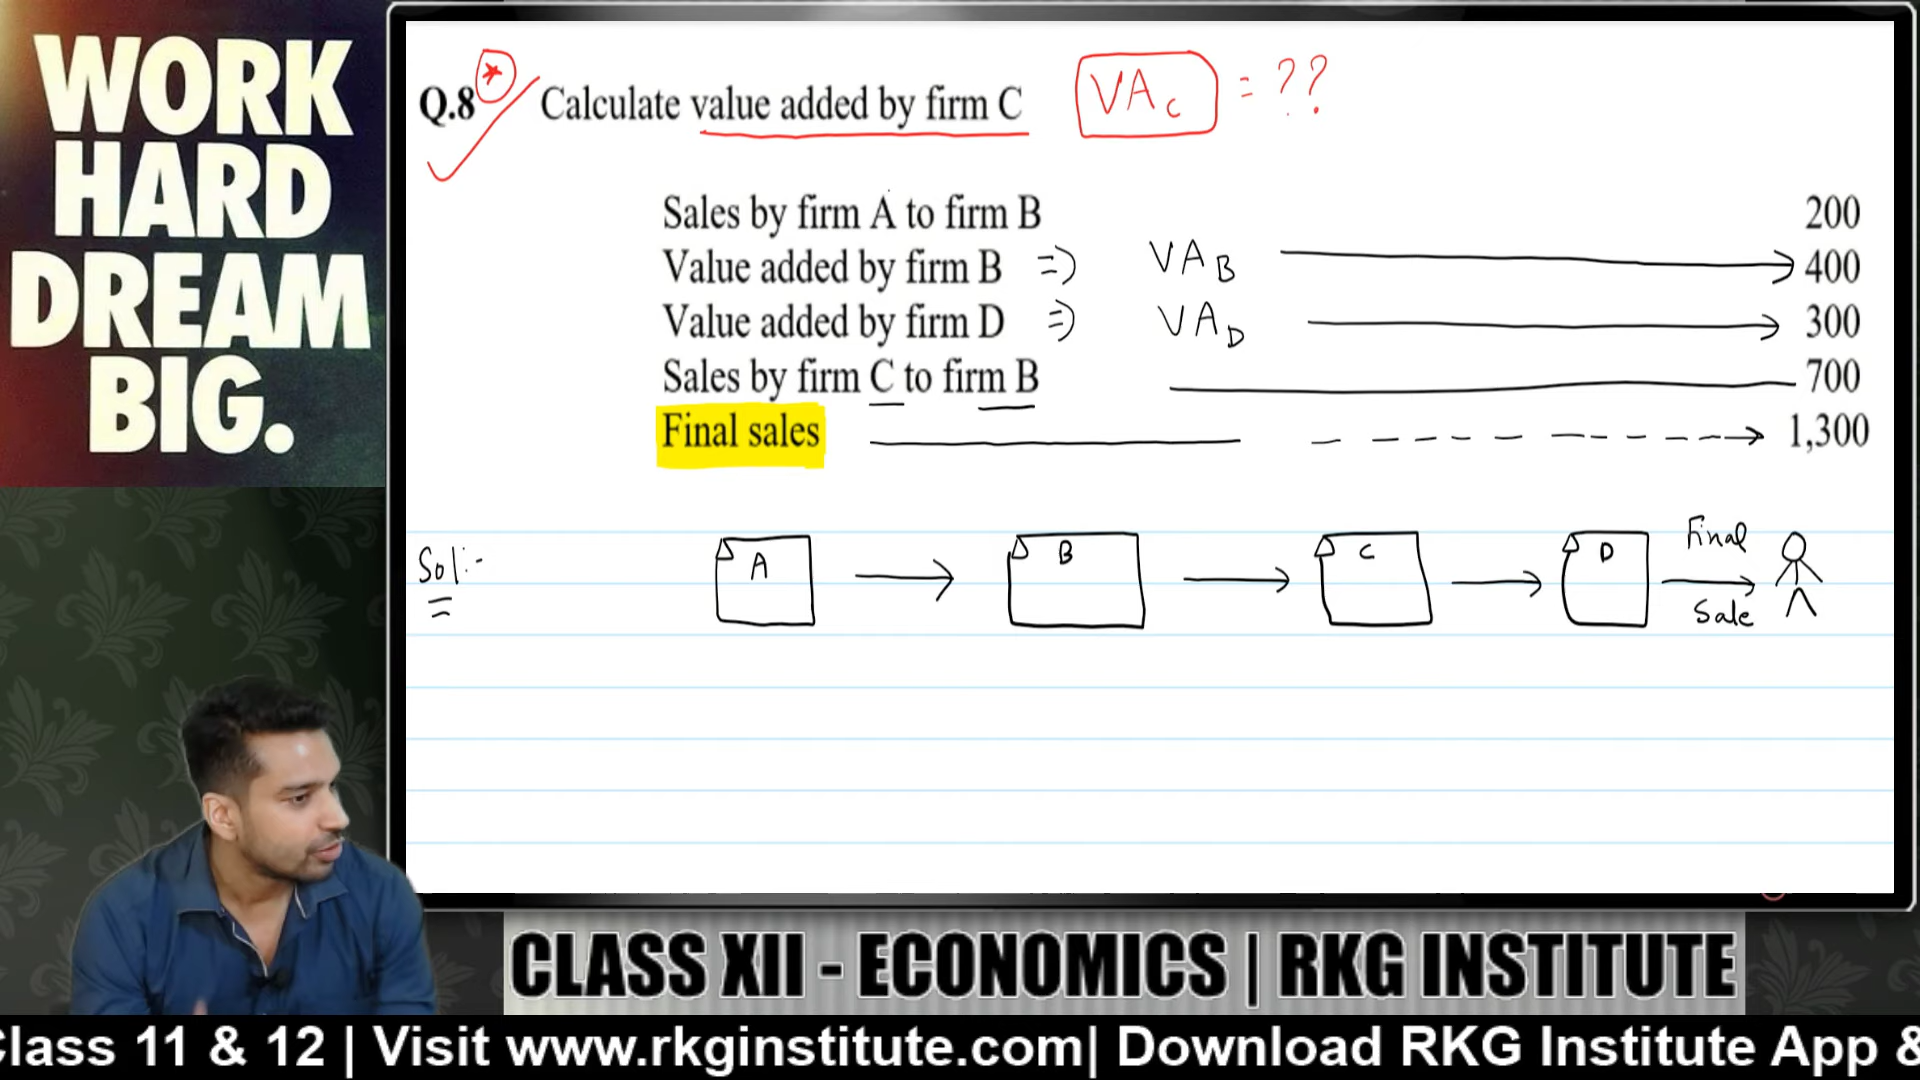 WORK
HARD
DREAM
BIG.
Q.8 * Calculate value added by firm C VAC = ??
Sales by firm A to firm B 200
Value added by firm B => VAB 400
Value added by firm D => VAD 300
Sales by firm C to firm B 700
Final sales 1,300
Sol:- A B C D Final Sale
CLASS XII - ECONOMICS | RKG INSTITUTE
Class 11 & 12 | Visit www.rkginstitute.com| Download RKG Institute App &